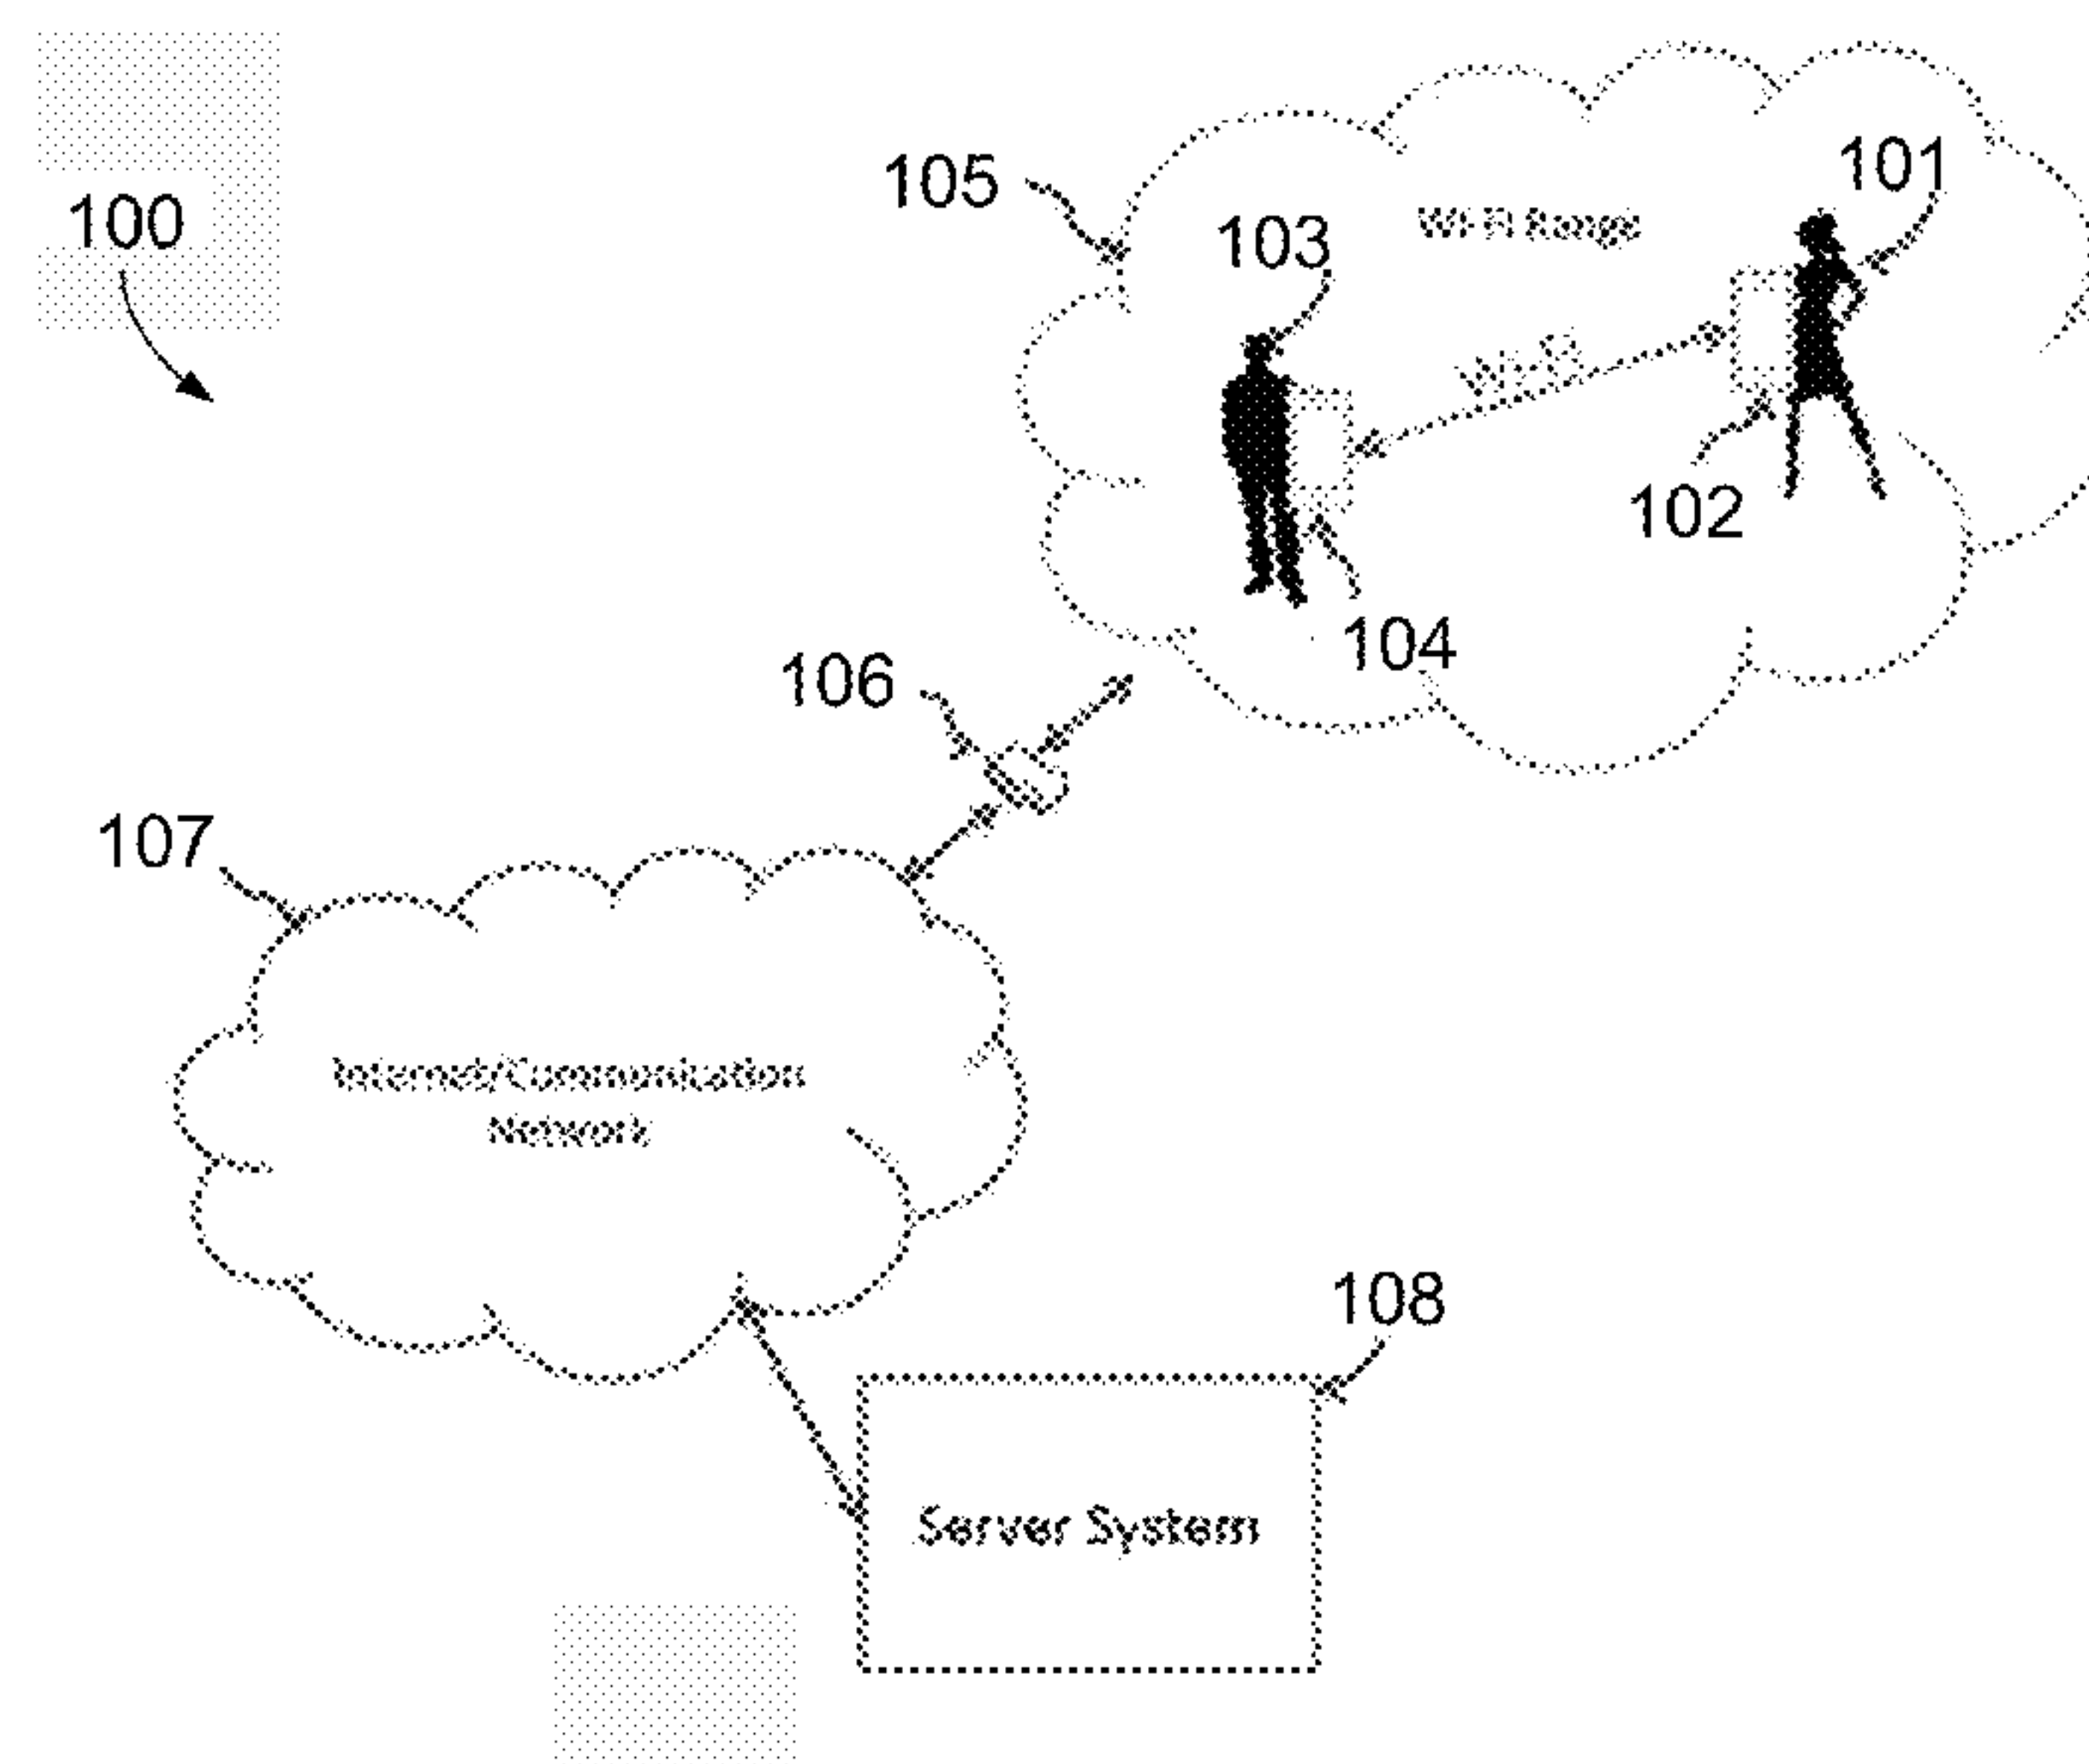 101
105
Wi-Fi Range
100
103
Wi-Fi
102
104
106
107
Internet/Communication
Network
108
Server System